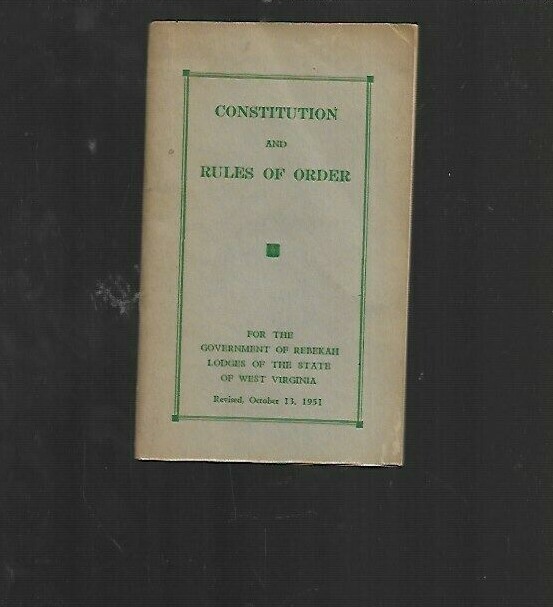 CONSTITUTION
AND
RULES OF ORDER
FOR THE
GOVERNMENT OF REBEKAH
LODGES OF THE STATE
OF WEST VIRGINIA
Revised, October 13, 1951